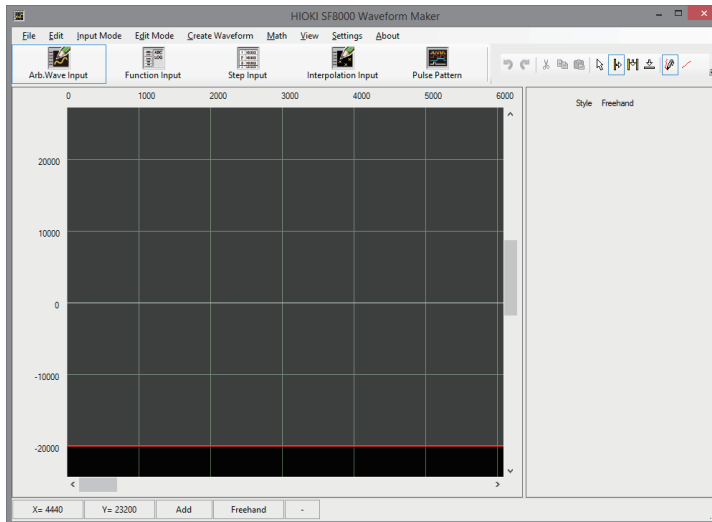 HIOKI SF8000 Waveform Maker
File Edit Input Mode Edit Mode Create Waveform Math View Settings About
Arb.Wave Input Function Input Step Input Interpolation Input Pulse Pattern
Style Freehand
0 1000 2000 3000 4000 5000 6000
20000
10000
0
-10000
-20000
X= 4440 Y= 23200 Add Freehand -